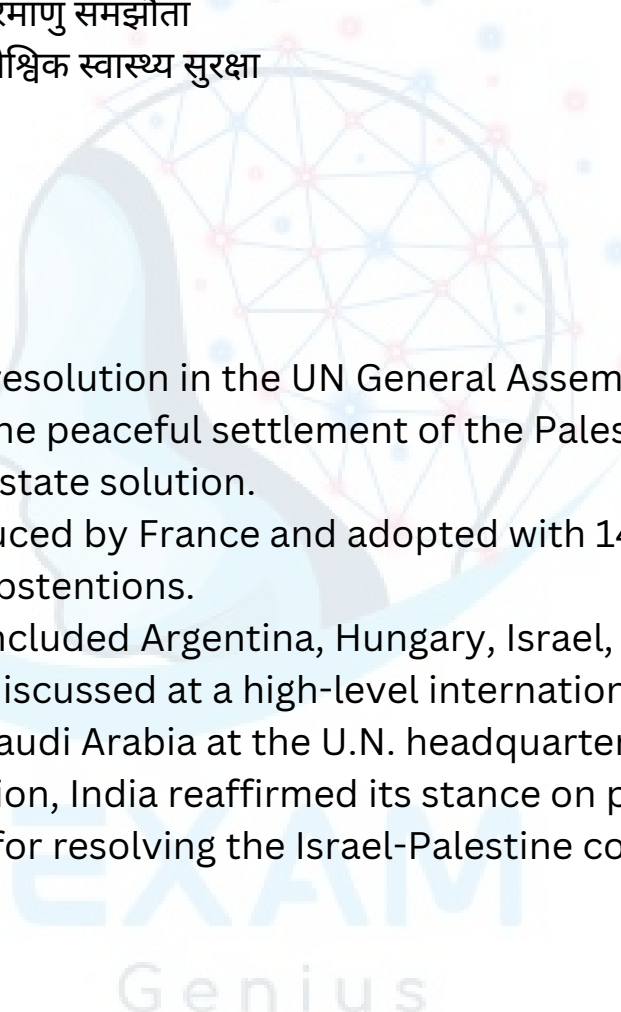 रमाणु समझौता
श्विक स्वास्थ्य सुरक्षा
resolution in the UN General Assem
he peaceful settlement of the Pales
state solution.
uced by France and adopted with 14
bstentions.
ncluded Argentina, Hungary, Israel,
iscussed at a high-level internation
audi Arabia at the U.N. headquarter
ion, India reaffirmed its stance on p
for resolving the Israel-Palestine co
EXAM
Genius